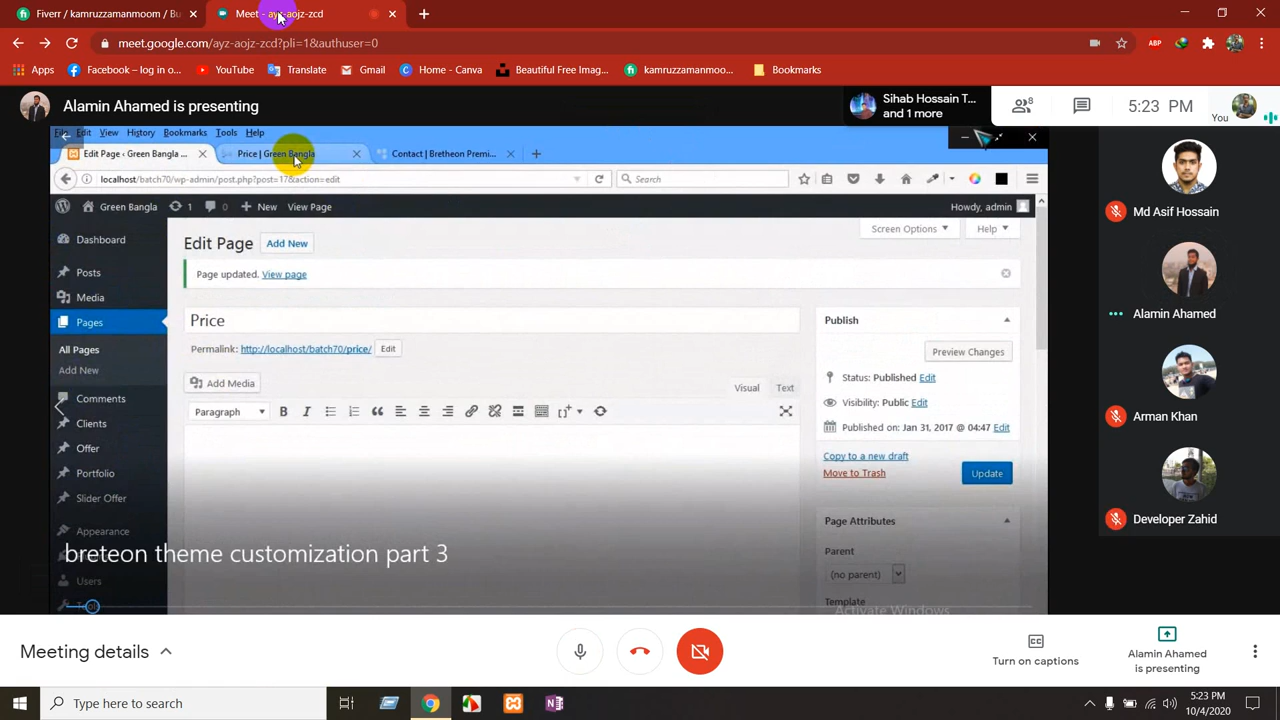 Fiverr / kamruzzamanmoom / Bu
Meet - ayz-aojz-zcd
meet.google.com/ayz-aojz-zcd?pli=1&authuser=0
ABP
Apps
Facebook – log in o...
YouTube
Translate
Gmail
Home - Canva
Beautiful Free Imag...
kamruzzamanmoo...
Bookmarks
Alamin Ahamed is presenting
Sihab Hossain T...
and 1 more
8
5:23 PM
You
File Edit View History Bookmarks Tools Help
Edit Page ‹ Green Bangla ...
Price | Green Bangla
Contact | Bretheon Premi...
localhost/batch70/wp-admin/post.php?post=17&action=edit
Search
Green Bangla
1
0
New
View Page
Howdy, admin
Dashboard
Posts
Media
Pages
All Pages
Add New
Comments
Clients
Offer
Portfolio
Slider Offer
Appearance
Users
Tools
Edit Page
Add New
Screen Options
Help
Page updated. View page
Price
Permalink: http://localhost/batch70/price/ Edit
Add Media
Visual
Text
Paragraph
Publish
Preview Changes
Status: Published Edit
Visibility: Public Edit
Published on: Jan 31, 2017 @ 04:47 Edit
Copy to a new draft
Move to Trash
Update
Page Attributes
Parent
(no parent)
Template
Activate Windows
breteon theme customization part 3
Md Asif Hossain
Alamin Ahamed
Arman Khan
Developer Zahid
Meeting details
Turn on captions
Alamin Ahamed
is presenting
Type here to search
5:23 PM
10/4/2020